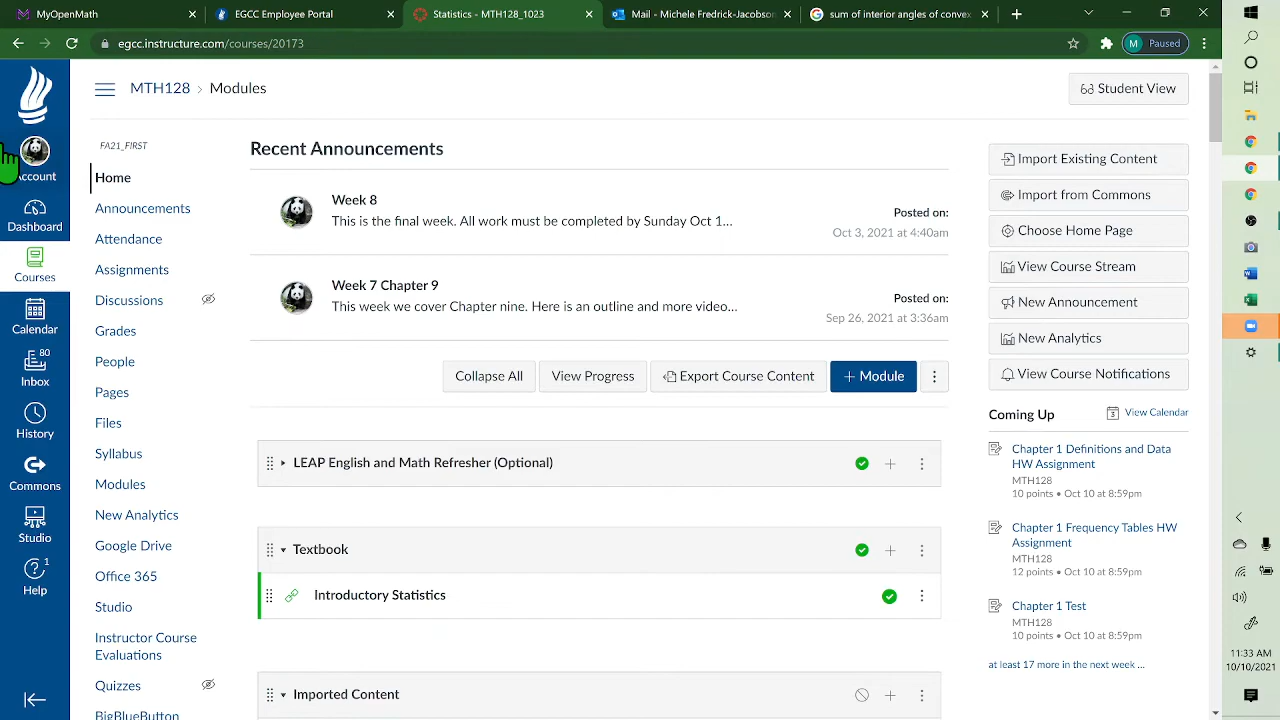 MyOpenMath
EGCC Employee Portal
Statistics - MTH128_1023
Mail - Michele Fredrick-Jacobson
sum of interior angles of convex
egcc.instructure.com/courses/20173
M Paused
MTH128 › Modules
Student View
Account
Dashboard
Courses
Calendar
80
Inbox
History
Commons
Studio
1
Help
FA21_FIRST
Home
Announcements
Attendance
Assignments
Discussions
Grades
People
Pages
Files
Syllabus
Modules
New Analytics
Google Drive
Office 365
Studio
Instructor Course
Evaluations
Quizzes
BigBlueButton
Recent Announcements
Week 8
This is the final week. All work must be completed by Sunday Oct 1...
Posted on:
Oct 3, 2021 at 4:40am
Week 7 Chapter 9
This week we cover Chapter nine. Here is an outline and more video...
Posted on:
Sep 26, 2021 at 3:36am
Collapse All
View Progress
Export Course Content
+ Module
LEAP English and Math Refresher (Optional)
Textbook
Introductory Statistics
Imported Content
Import Existing Content
Import from Commons
Choose Home Page
View Course Stream
New Announcement
New Analytics
View Course Notifications
Coming Up
View Calendar
Chapter 1 Definitions and Data
HW Assignment
MTH128
10 points • Oct 10 at 8:59pm
Chapter 1 Frequency Tables HW
Assignment
MTH128
12 points • Oct 10 at 8:59pm
Chapter 1 Test
MTH128
10 points • Oct 10 at 8:59pm
at least 17 more in the next week ...
11:33 AM
10/10/2021